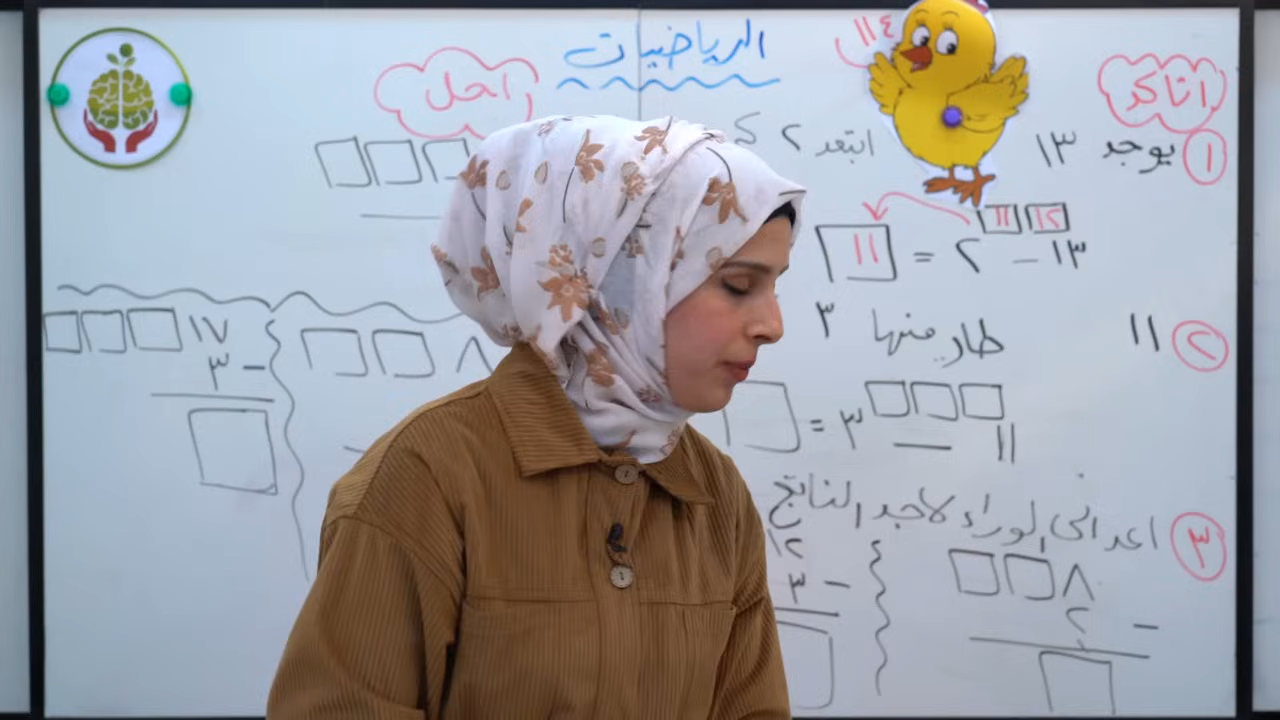 الرياضيات
١١٤
اتأكد
١ يوجد ١٣
ابتعد ٢
١٢ ١١
١٣ - ٢ = ١١
٢ ١١
طار منها ٣
١١ — ٣ =
٣ اعد الى الوراء لاجد الناتج
٨
- ٢
١٢
- ٣
احل
٨
١٧
- ٣